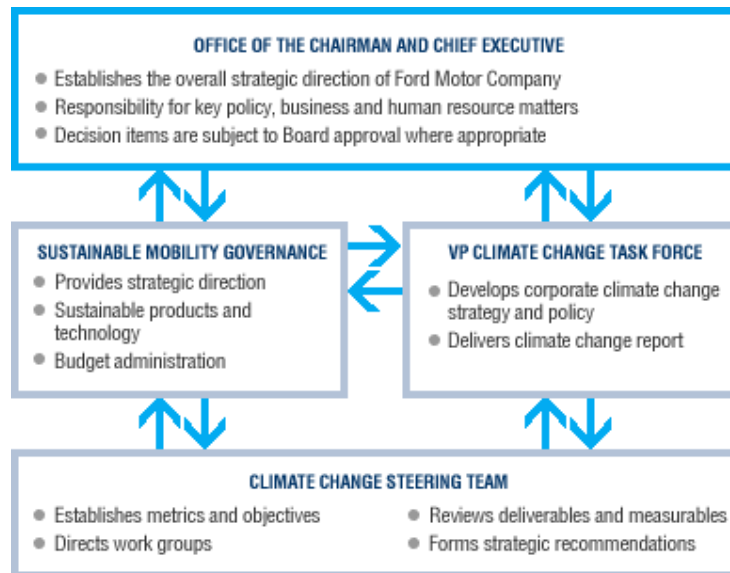 OFFICE OF THE CHAIRMAN AND CHIEF EXECUTIVE
Establishes the overall strategic direction of Ford Motor Company
Responsibility for key policy, business and human resource matters
Decision items are subject to Board approval where appropriate
SUSTAINABLE MOBILITY GOVERNANCE
Provides strategic direction
Sustainable products and
technology
Budget administration
VP CLIMATE CHANGE TASK FORCE
Develops corporate climate change
strategy and policy
Delivers climate change report
CLIMATE CHANGE STEERING TEAM
Establishes metrics and objectives
Directs work groups
Reviews deliverables and measurables
Forms strategic recommendations